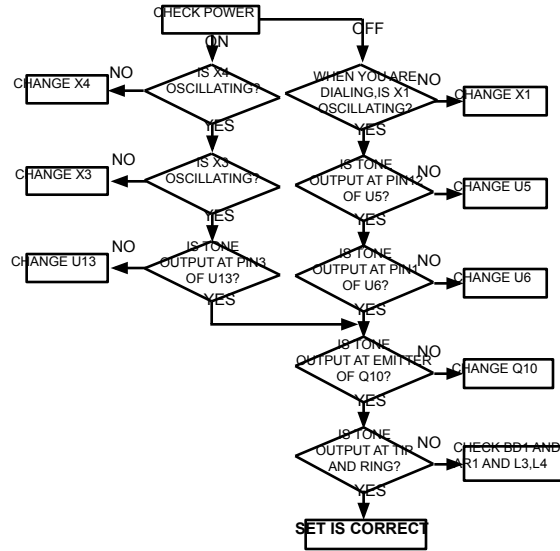 CHECK POWER
ON
OFF
IS X4
OSCILLATING?
NO
CHANGE X4
YES
WHEN YOU ARE
DIALING,IS X1
OSCILLATING?
NO
CHANGE X1
YES
IS X3
OSCILLATING?
NO
CHANGE X3
YES
IS TONE
OUTPUT AT PIN12
OF U5?
NO
CHANGE U5
YES
IS TONE
OUTPUT AT PIN3
OF U13?
NO
CHANGE U13
YES
IS TONE
OUTPUT AT PIN1
OF U6?
NO
CHANGE U6
YES
IS TONE
OUTPUT AT EMITTER
OF Q10?
NO
CHANGE Q10
YES
IS TONE
OUTPUT AT TIP
AND RING?
NO
CHECK BD1 AND
AR1 AND L3,L4
YES
SET IS CORRECT